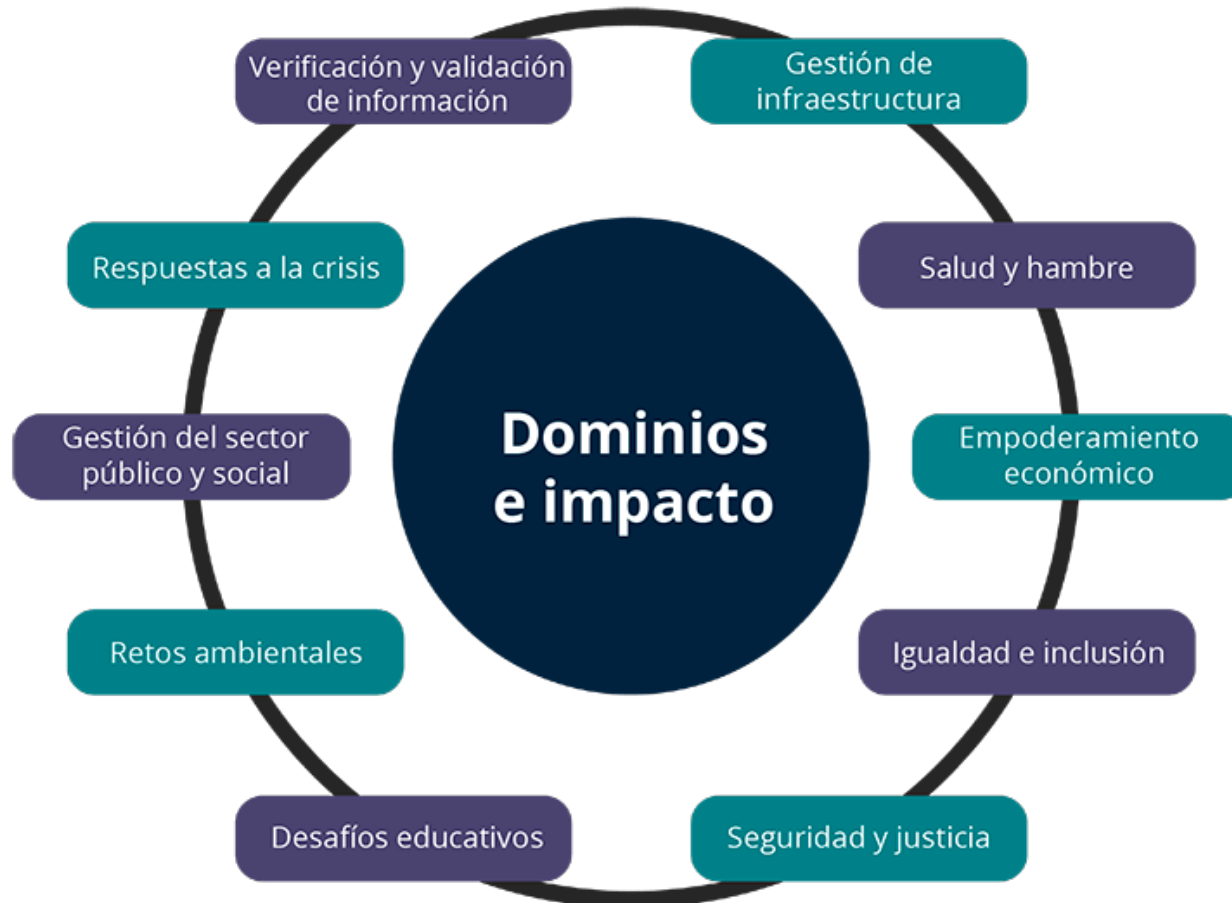 Verificación y validación
de información
Gestión de
infraestructura
Respuestas a la crisis
Salud y hambre
Gestión del sector
público y social
Dominios
e impacto
Empoderamiento
económico
Retos ambientales
Igualdad e inclusión
Desafíos educativos
Seguridad y justicia